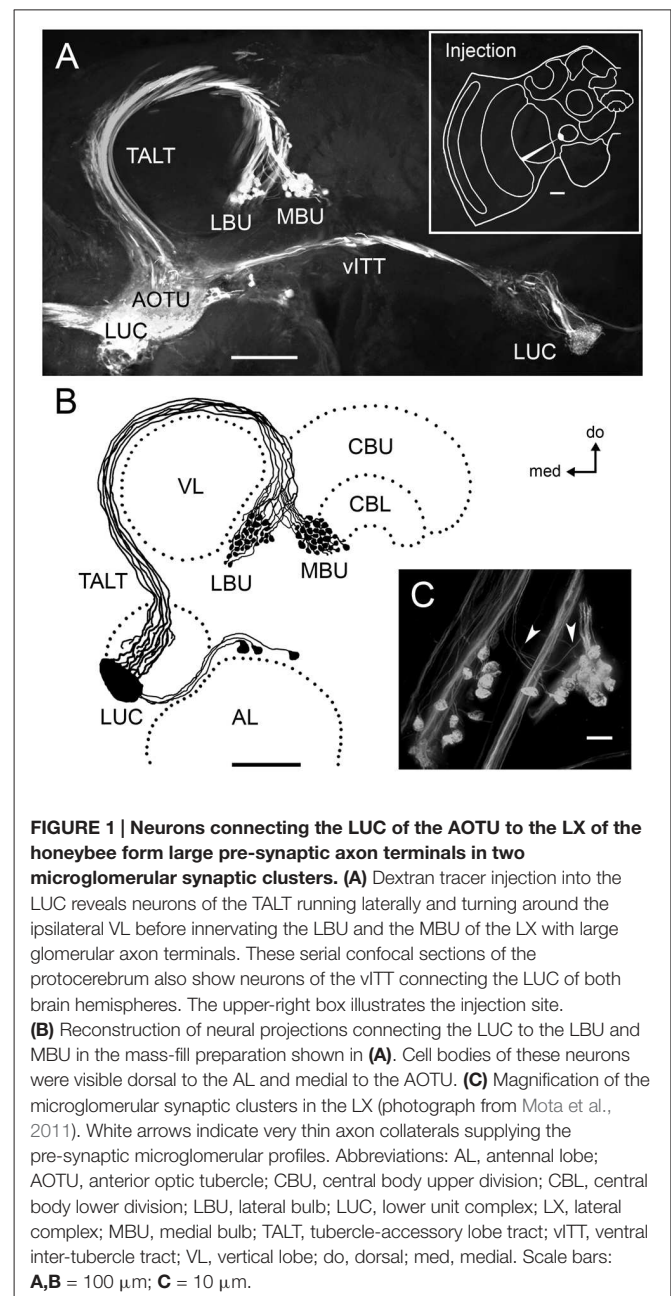 A
Injection
TALT
LBU
MBU
vITT
AOTU
LUC
LUC
B
do
med
CBU
VL
CBL
LBU
MBU
TALT
C
LUC
AL
FIGURE 1 | Neurons connecting the LUC of the AOTU to the LX of the
honeybee form large pre-synaptic axon terminals in two
microglomerular synaptic clusters. (A) Dextran tracer injection into the
LUC reveals neurons of the TALT running laterally and turning around the
ipsilateral VL before innervating the LBU and the MBU of the LX with large
glomerular axon terminals. These serial confocal sections of the
protocerebrum also show neurons of the vITT connecting the LUC of both
brain hemispheres. The upper-right box illustrates the injection site.
(B) Reconstruction of neural projections connecting the LUC to the LBU and
MBU in the mass-fill preparation shown in (A). Cell bodies of these neurons
were visible dorsal to the AL and medial to the AOTU. (C) Magnification of the
microglomerular synaptic clusters in the LX (photograph from Mota et al.,
2011). White arrows indicate very thin axon collaterals supplying the
pre-synaptic microglomerular profiles. Abbreviations: AL, antennal lobe;
AOTU, anterior optic tubercle; CBU, central body upper division; CBL, central
body lower division; LBU, lateral bulb; LUC, lower unit complex; LX, lateral
complex; MBU, medial bulb; TALT, tubercle-accessory lobe tract; vITT, ventral
inter-tubercle tract; VL, vertical lobe; do, dorsal; med, medial. Scale bars:
A,B = 100 μm; C = 10 μm.